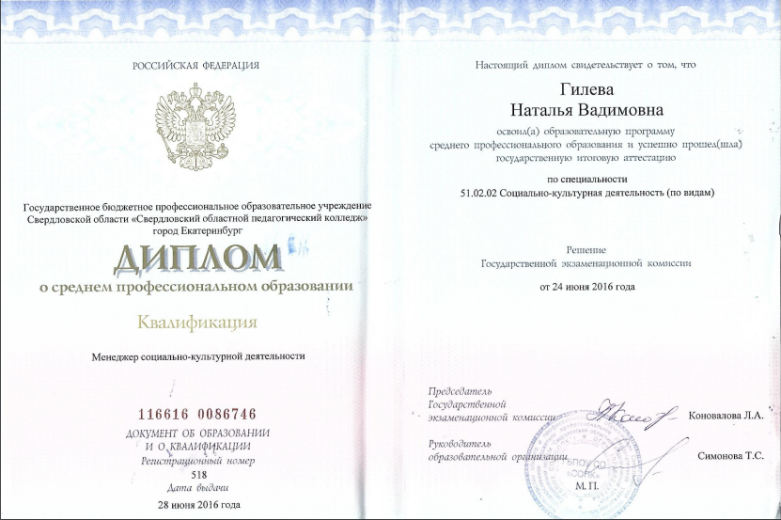 РОССИЙСКАЯ ФЕДЕРАЦИЯ
Государственное бюджетное профессиональное образовательное учреждение
Свердловской области «Свердловский областной педагогический колледж»
город Екатеринбург
ДИПЛОМ
о среднем профессиональном образовании
Квалификация
Менеджер социально-культурной деятельности
116616 0086746
ДОКУМЕНТ ОБ ОБРАЗОВАНИИ
И О КВАЛИФИКАЦИИ
Регистрационный номер
518
Дата выдачи
28 июня 2016 года
Настоящий диплом свидетельствует о том, что
Гилева
Наталья Вадимовна
освоил(а) образовательную программу
среднего профессионального образования и успешно прошел(шла)
государственную итоговую аттестацию
по специальности
51.02.02 Социально-культурная деятельность (по видам)
Решение
Государственной экзаменационной комиссии
от 24 июня 2016 года
Председатель
Государственной
экзаменационной комиссии
Коновалова Л.А.
Руководитель
образовательной организации
Симонова Т.С.
М.П.